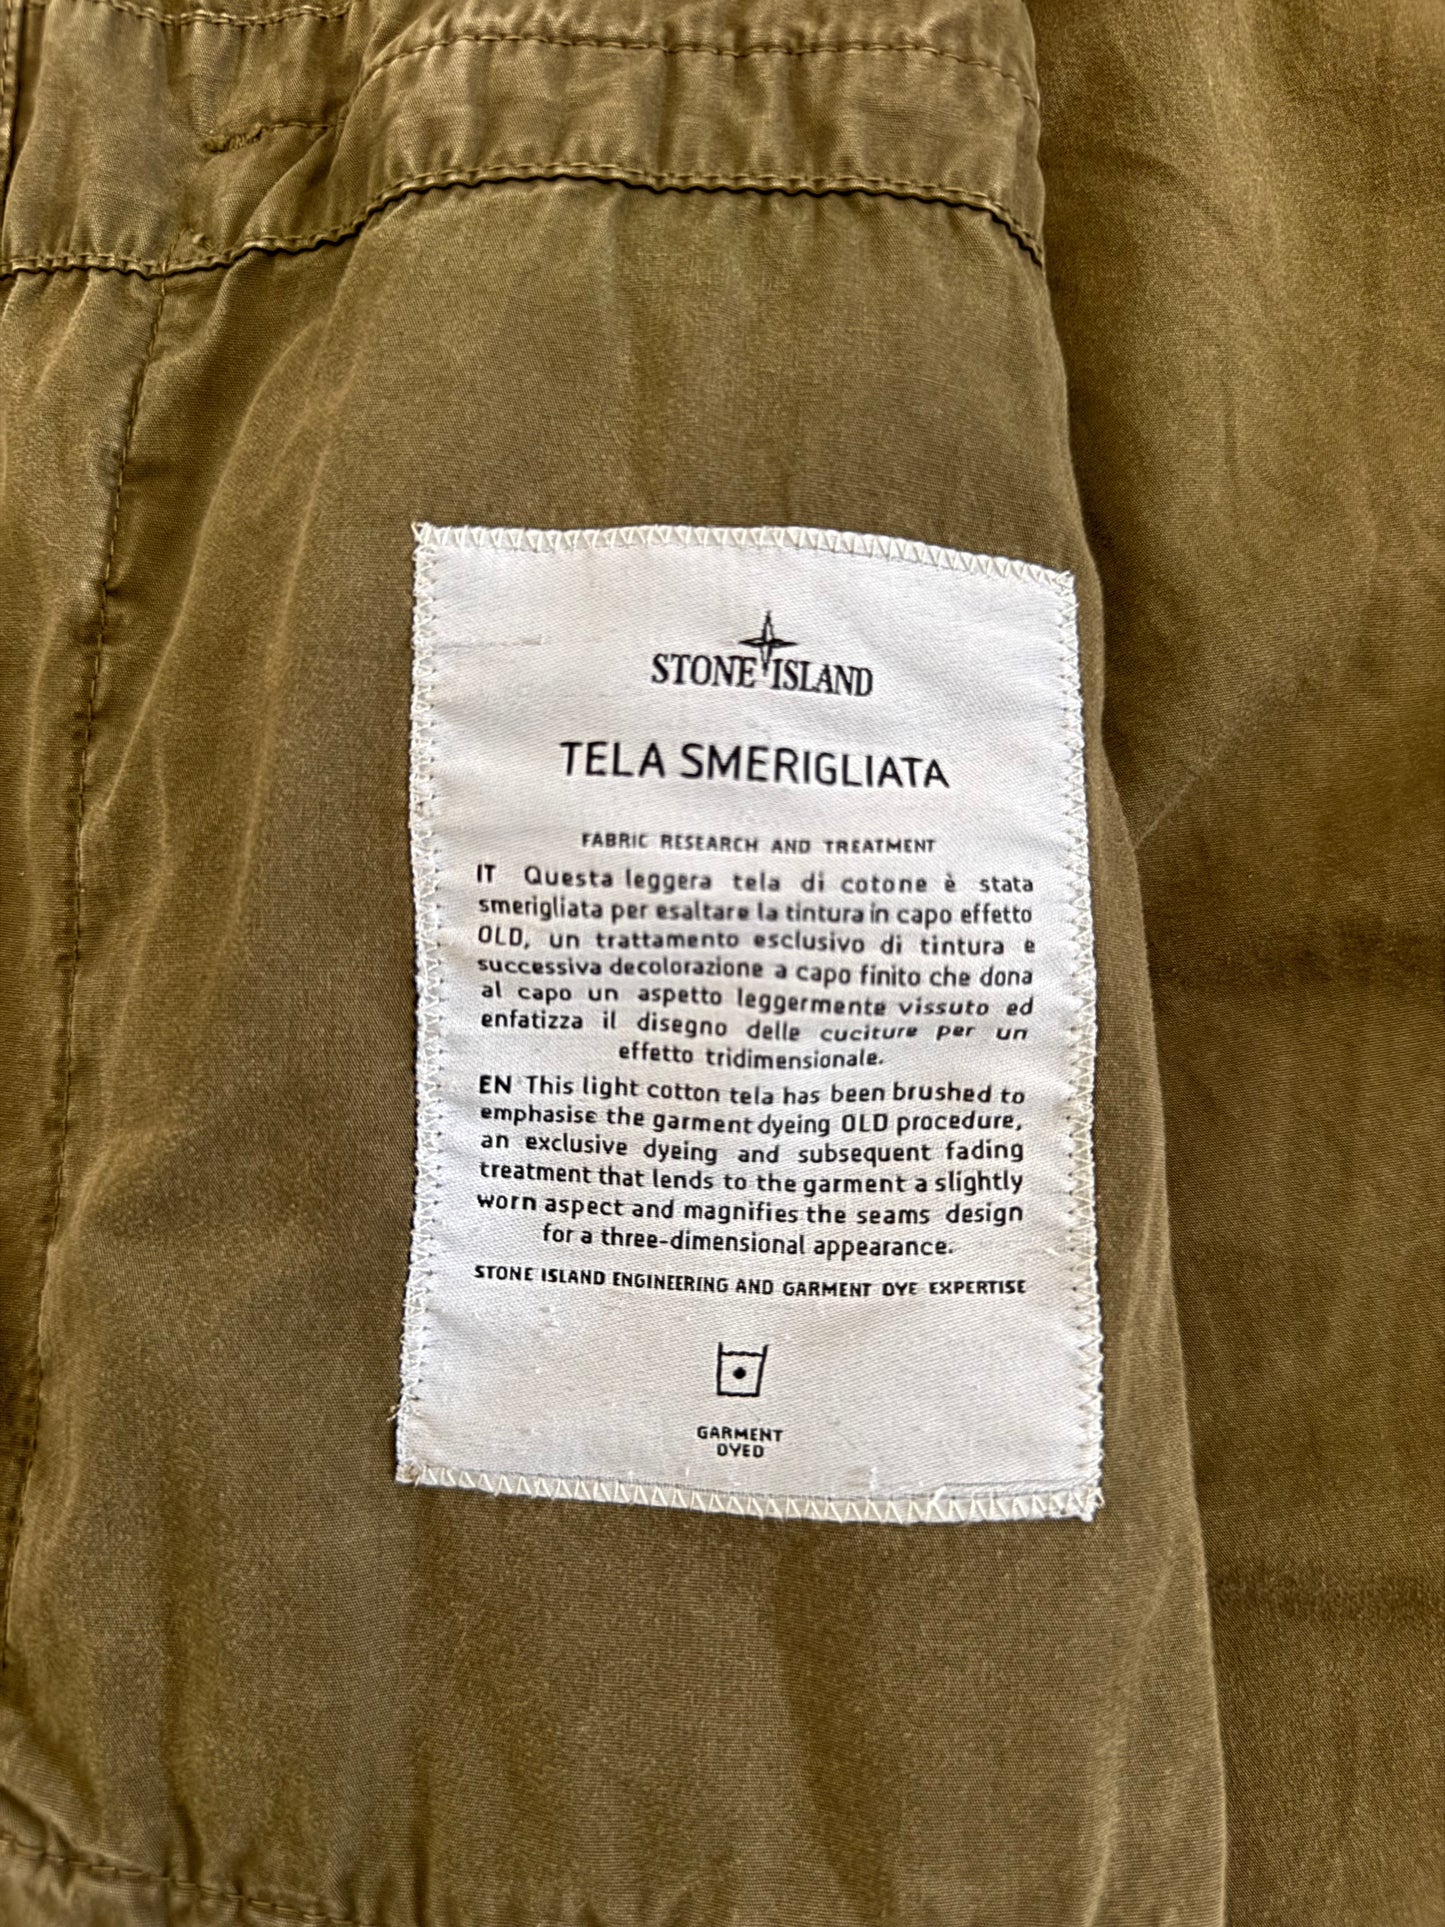 STONE ISLAND
TELA SMERIGLIATA
FABRIC RESEARCH AND TREATMENT
IT Questa leggera tela di cotone è stata
smerigliata per esaltare la tintura in capo effetto
OLD, un trattamento esclusivo di tintura e
successiva decolorazione a capo finito che dona
al capo un aspetto leggermente vissuto ed
enfatizza il disegno delle cuciture per un
effetto tridimensionale.
EN This light cotton tela has been brushed to
emphasise the garment dyeing OLD procedure,
an exclusive dyeing and subsequent fading
treatment that lends to the garment a slightly
worn aspect and magnifies the seams design
for a three-dimensional appearance.
STONE ISLAND ENGINEERING AND GARMENT DYE EXPERTISE
GARMENT
DYED